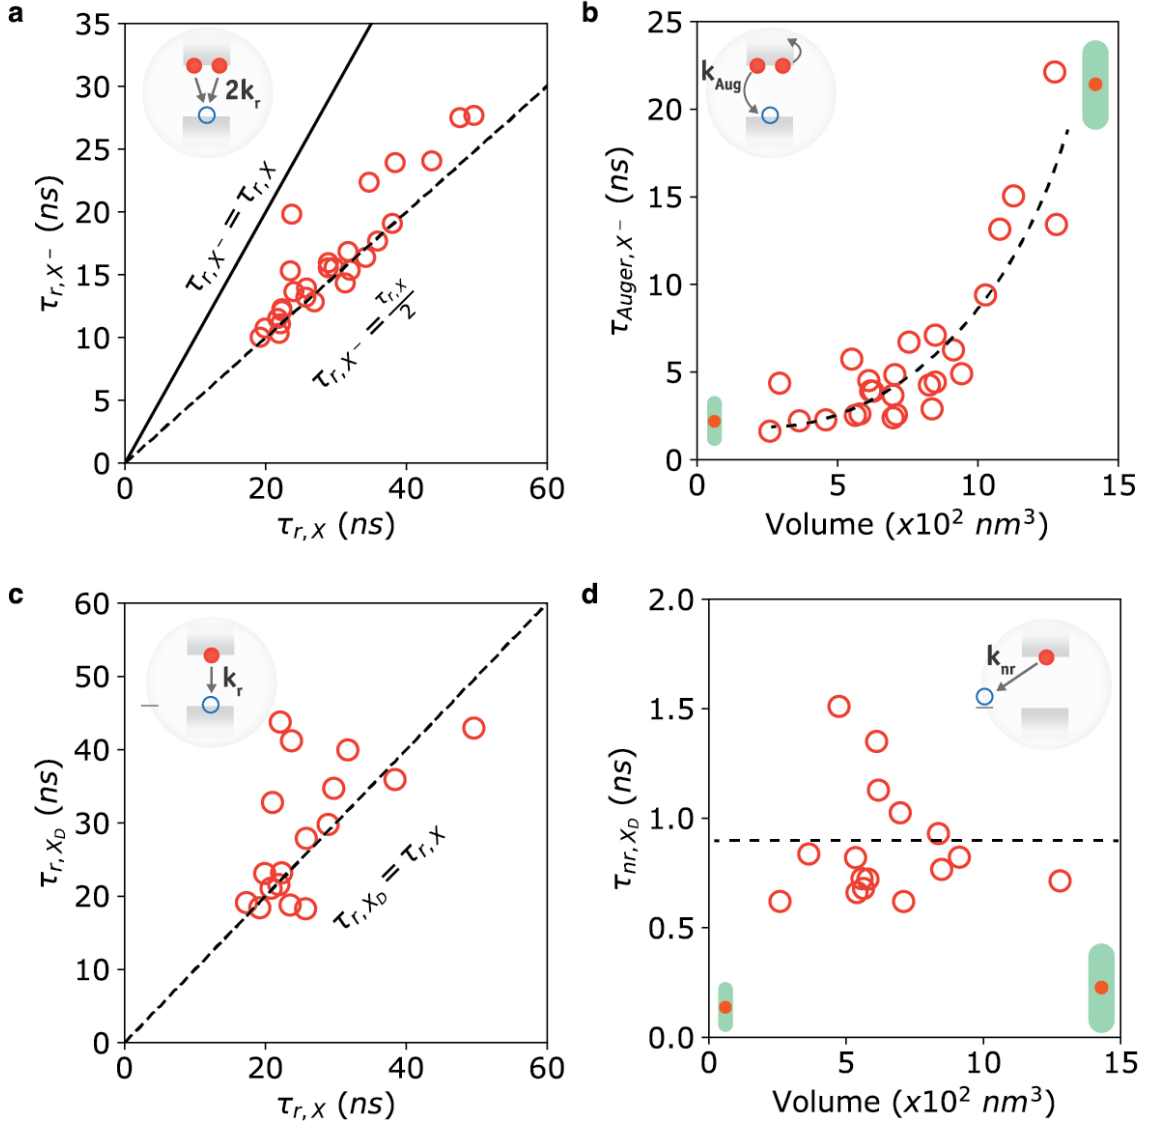 a
35
30
25
20
15
10
5
0
0 20 40 60
τr,X⁻ (ns)
τr,X (ns)
2kr
τr,X⁻ = τr,X
τr,X⁻ = τr,X/2
b
25
20
15
10
5
0
0 5 10 15
τAuger,X⁻ (ns)
Volume (x10² nm³)
kAug
c
60
50
40
30
20
10
0
0 20 40 60
τr,XD (ns)
τr,X (ns)
kr
τr,XD = τr,X
d
2.0
1.5
1.0
0.5
0.0
0 5 10 15
τnr,XD (ns)
Volume (x10² nm³)
knr